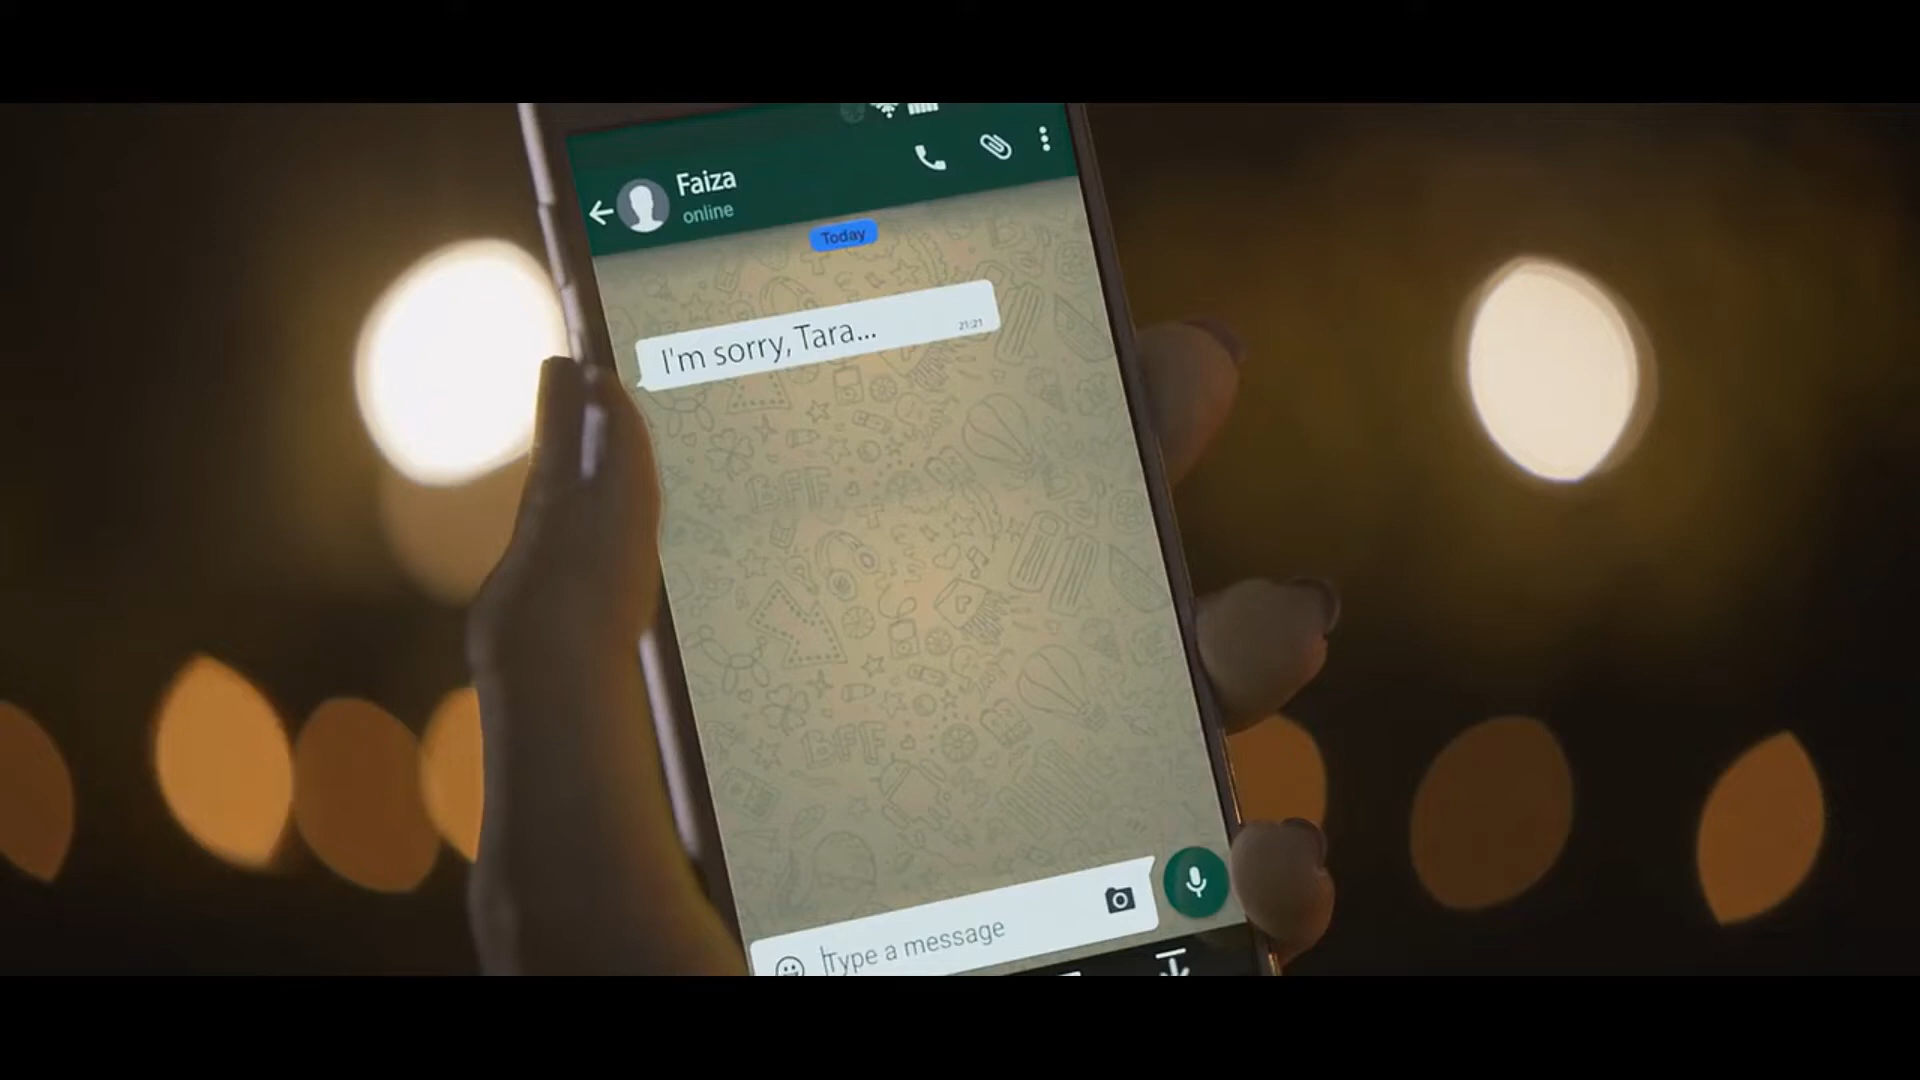 Faiza
online
Today
I'm sorry, Tara...
21:21
Type a message